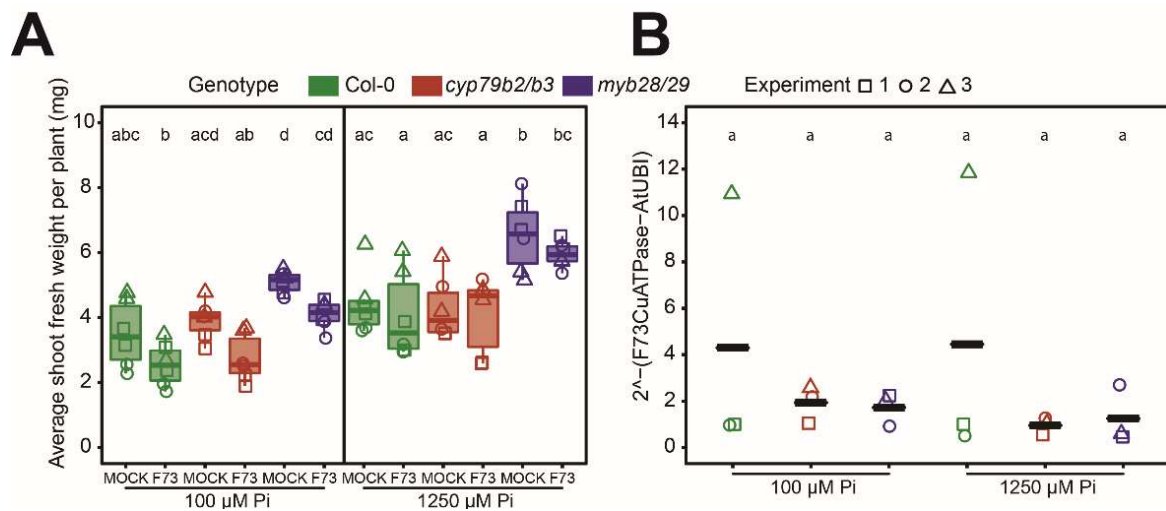 A
B
Genotype Col-0 cyp79b2/b3 myb28/29 Experiment 1 2 3
Average shoot fresh weight per plant (mg)
10
8
6
4
2
0
abc b acd ab d cd ac a ac a b bc
MOCK F73 MOCK F73 MOCK F73 MOCK F73 MOCK F73 MOCK F73
100 µM Pi 1250 µM Pi
2^−(F73CuATPase−AtUBI)
14
12
10
8
6
4
2
0
a a a a a a
100 µM Pi 1250 µM Pi